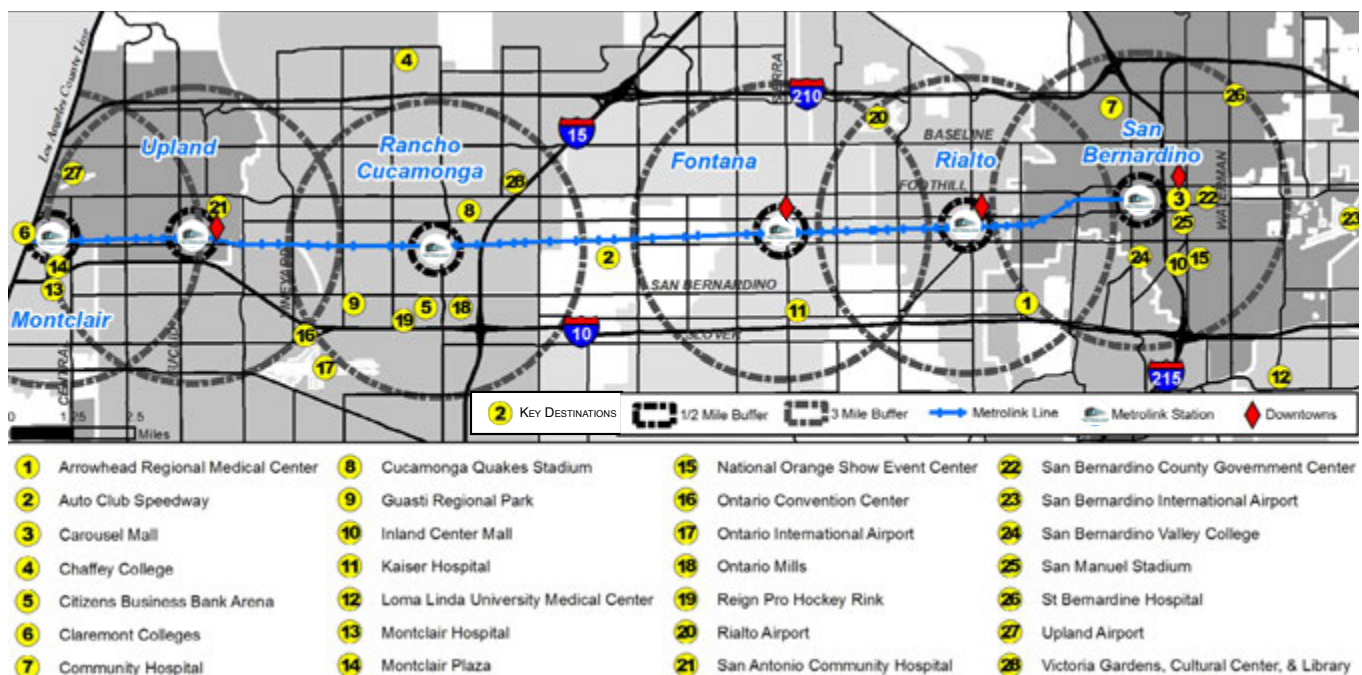 Los Angeles County Line
4
SIERRA
210
26
7
20
15
Upland
Rancho
Cucamonga
Fontana
BASELINE
Rialto
San
Bernardino
27
28
FOOTHILL
21
8
3
22
WATERMAN
6
25
23
14
2
24
10
15
13
VINEYARD
SAN BERNARDINO
9
5
18
11
1
Montclair
19
16
10
SLOVER
CENTRAL
EUCLID
17
215
12
0 1.25 2.5
Miles
2 KEY DESTINATIONS 1/2 Mile Buffer 3 Mile Buffer Metrolink Line Metrolink Station Downtowns
1 Arrowhead Regional Medical Center
2 Auto Club Speedway
3 Carousel Mall
4 Chaffey College
5 Citizens Business Bank Arena
6 Claremont Colleges
7 Community Hospital
8 Cucamonga Quakes Stadium
9 Guasti Regional Park
10 Inland Center Mall
11 Kaiser Hospital
12 Loma Linda University Medical Center
13 Montclair Hospital
14 Montclair Plaza
15 National Orange Show Event Center
16 Ontario Convention Center
17 Ontario International Airport
18 Ontario Mills
19 Reign Pro Hockey Rink
20 Rialto Airport
21 San Antonio Community Hospital
22 San Bernardino County Government Center
23 San Bernardino International Airport
24 San Bernardino Valley College
25 San Manuel Stadium
26 St Bernardine Hospital
27 Upland Airport
28 Victoria Gardens, Cultural Center, & Library